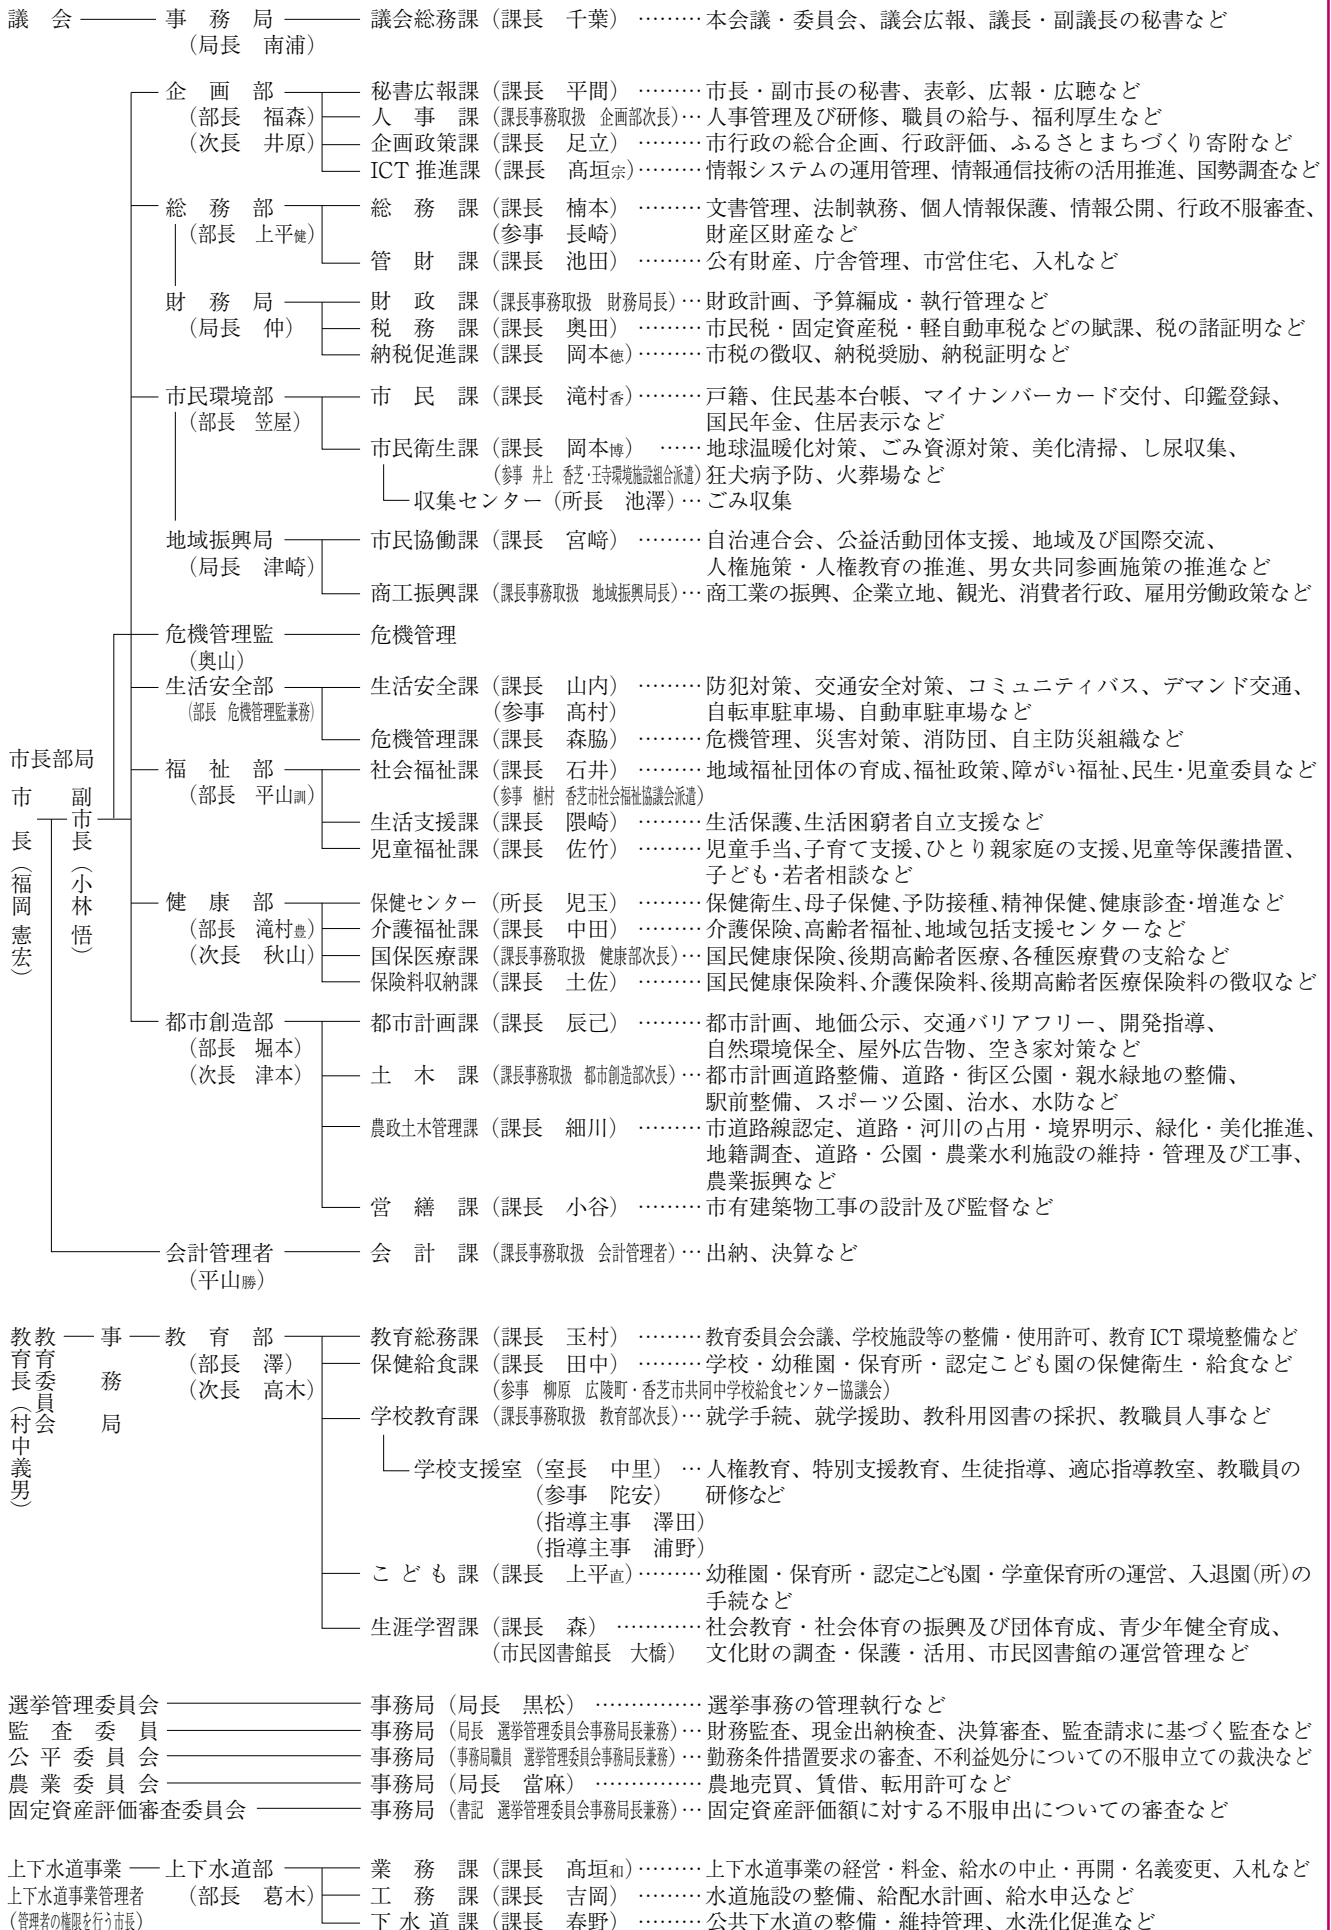 議会 事務局 議会総務課（課長 千葉）………本会議・委員会、議会広報、議長・副議長の秘書など
（局長 南浦）
企画部 秘書広報課（課長 平間）………市長・副市長の秘書、表彰、広報・広聴など
（部長 福森） 人事課（課長事務取扱 企画部次長）…人事管理及び研修、職員の給与、福利厚生など
（次長 井原） 企画政策課（課長 足立）………市行政の総合企画、行政評価、ふるさとまちづくり寄附など
ICT推進課（課長 髙垣宗）………情報システムの運用管理、情報通信技術の活用推進、国勢調査など
総務部 総務課（課長 楠本）………文書管理、法制執務、個人情報保護、情報公開、行政不服審査、
（部長 上平健） （参事 長崎） 財産区財産など
管財課（課長 池田）………公有財産、庁舎管理、市営住宅、入札など
財務局 財政課（課長事務取扱 財務局長）…財政計画、予算編成・執行管理など
（局長 仲） 税務課（課長 奥田）………市民税・固定資産税・軽自動車税などの賦課、税の諸証明など
納税促進課（課長 岡本徳）………市税の徴収、納税奨励、納税証明など
市民環境部 市民課（課長 滝村香）………戸籍、住民基本台帳、マイナンバーカード交付、印鑑登録、
（部長 笠屋） 国民年金、住居表示など
市民衛生課（課長 岡本博）……地球温暖化対策、ごみ資源対策、美化清掃、し尿収集、
（参事 井上 香芝・王寺環境施設組合派遣）狂犬病予防、火葬場など
収集センター（所長 池澤）…ごみ収集
地域振興局 市民協働課（課長 宮﨑）………自治連合会、公益活動団体支援、地域及び国際交流、
（局長 津崎） 人権施策・人権教育の推進、男女共同参画施策の推進など
商工振興課（課長事務取扱 地域振興局長）…商工業の振興、企業立地、観光、消費者行政、雇用労働政策など
危機管理監 危機管理
（奥山）
生活安全部 生活安全課（課長 山内）………防犯対策、交通安全対策、コミュニティバス、デマンド交通、
（部長 危機管理監兼務） （参事 髙村） 自転車駐車場、自動車駐車場など
危機管理課（課長 森脇）………危機管理、災害対策、消防団、自主防災組織など
市長部局
市長（福岡憲宏）
副市長（小林悟）
福祉部 社会福祉課（課長 石井）………地域福祉団体の育成、福祉政策、障がい福祉、民生・児童委員など
（部長 平山訓） （参事 植村 香芝市社会福祉協議会派遣）
生活支援課（課長 隈崎）………生活保護、生活困窮者自立支援など
児童福祉課（課長 佐竹）………児童手当、子育て支援、ひとり親家庭の支援、児童等保護措置、
子ども・若者相談など
健康部 保健センター（所長 児玉）………保健衛生、母子保健、予防接種、精神保健、健康診査・増進など
（部長 滝村豊） 介護福祉課（課長 中田）………介護保険、高齢者福祉、地域包括支援センターなど
（次長 秋山） 国保医療課（課長事務取扱 健康部次長）…国民健康保険、後期高齢者医療、各種医療費の支給など
保険料収納課（課長 土佐）………国民健康保険料、介護保険料、後期高齢者医療保険料の徴収など
都市創造部 都市計画課（課長 辰己）………都市計画、地価公示、交通バリアフリー、開発指導、
（部長 堀本） 自然環境保全、屋外広告物、空き家対策など
（次長 津本） 土木課（課長事務取扱 都市創造部次長）…都市計画道路整備、道路・街区公園・親水緑地の整備、
駅前整備、スポーツ公園、治水、水防など
農政土木管理課（課長 細川）………市道路線認定、道路・河川の占用・境界明示、緑化・美化推進、
地籍調査、道路・公園・農業水利施設の維持・管理及び工事、
農業振興など
営繕課（課長 小谷）………市有建築物工事の設計及び監督など
会計管理者 会計課（課長事務取扱 会計管理者）…出納、決算など
（平山勝）
教育委員会
教育長（村中義男）
事務局
教育部 教育総務課（課長 玉村）………教育委員会会議、学校施設等の整備・使用許可、教育ICT環境整備など
（部長 澤） 保健給食課（課長 田中）………学校・幼稚園・保育所・認定こども園の保健衛生・給食など
（次長 高木） （参事 柳原 広陵町・香芝市共同中学校給食センター協議会）
学校教育課（課長事務取扱 教育部次長）…就学手続、就学援助、教科用図書の採択、教職員人事など
学校支援室（室長 中里）…人権教育、特別支援教育、生徒指導、適応指導教室、教職員の
（参事 陀安） 研修など
（指導主事 澤田）
（指導主事 浦野）
こども課（課長 上平直）………幼稚園・保育所・認定こども園・学童保育所の運営、入退園（所）の
手続など
生涯学習課（課長 森）…………社会教育・社会体育の振興及び団体育成、青少年健全育成、
（市民図書館長 大橋） 文化財の調査・保護・活用、市民図書館の運営管理など
選挙管理委員会 事務局（局長 黒松）……………選挙事務の管理執行など
監査委員 事務局（局長 選挙管理委員会事務局長兼務）…財務監査、現金出納検査、決算審査、監査請求に基づく監査など
公平委員会 事務局（事務局職員 選挙管理委員会事務局長兼務）…勤務条件措置要求の審査、不利益処分についての不服申立ての裁決など
農業委員会 事務局（局長 當麻）……………農地売買、賃借、転用許可など
固定資産評価審査委員会 事務局（書記 選挙管理委員会事務局長兼務）…固定資産評価額に対する不服申出についての審査など
上下水道事業 上下水道部 業務課（課長 髙垣和）………上下水道事業の経営・料金、給水の中止・再開・名義変更、入札など
上下水道事業管理者 （部長 葛木） 工務課（課長 吉岡）………水道施設の整備、給配水計画、給水申込など
（管理者の権限を行う市長） 下水道課（課長 春野）………公共下水道の整備・維持管理、水洗化促進など